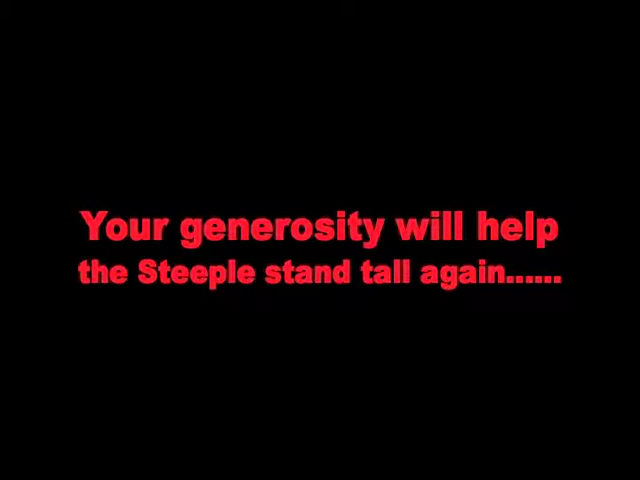 Your generosity will help
the Steeple stand tall again......